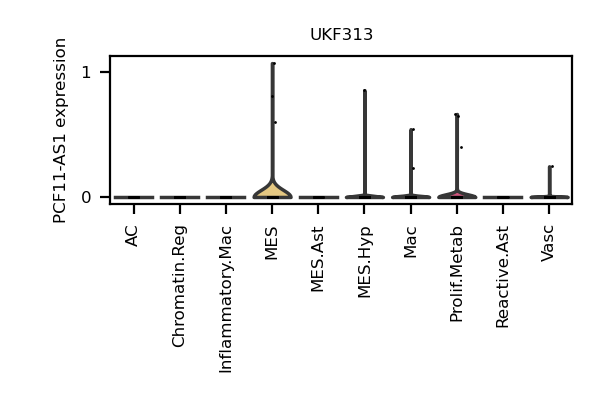 UKF313
PCF11-AS1 expression
1
0
AC
Chromatin.Reg
Inflammatory.Mac
MES
MES.Ast
MES.Hyp
Mac
Prolif.Metab
Reactive.Ast
Vasc